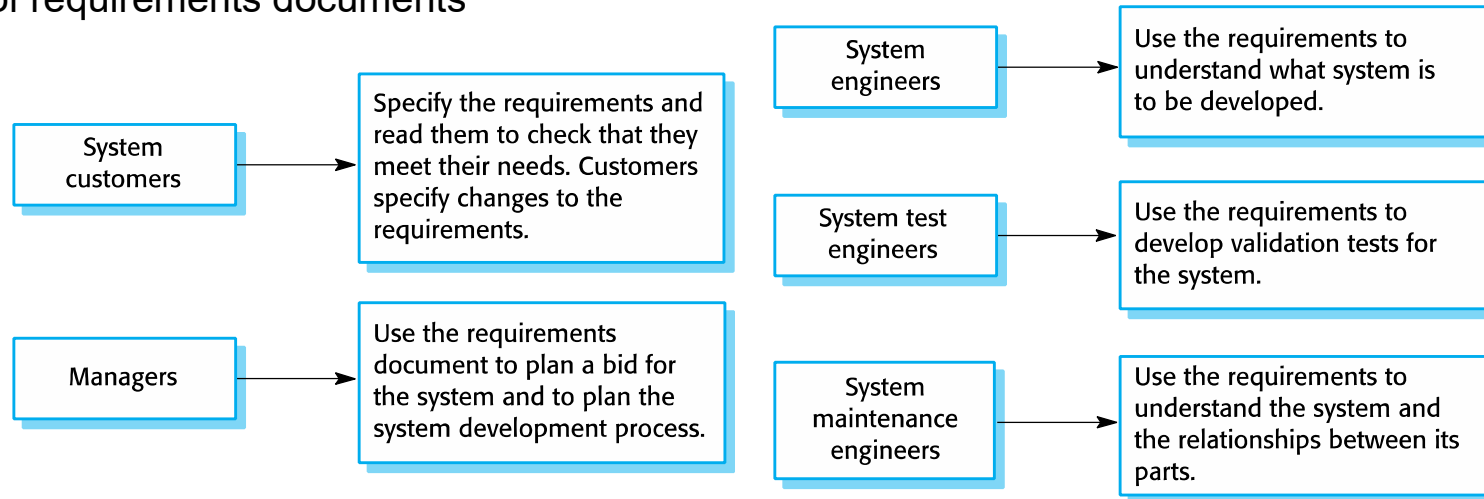 of requirements documents
System
customers
Specify the requirements and
read them to check that they
meet their needs. Customers
specify changes to the
requirements.
Managers
Use the requirements
document to plan a bid for
the system and to plan the
system development process.
System
engineers
Use the requirements to
understand what system is
to be developed.
System test
engineers
Use the requirements to
develop validation tests for
the system.
System
maintenance
engineers
Use the requirements to
understand the system and
the relationships between its
parts.